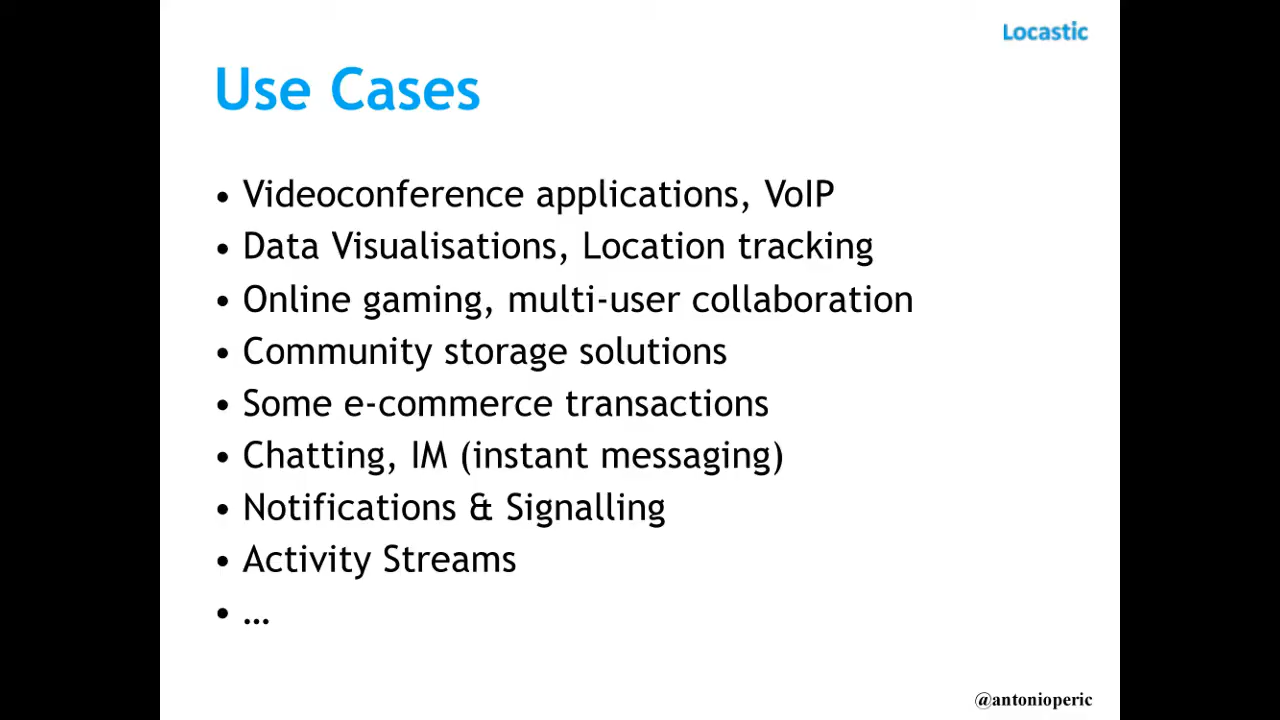 Locastic
Use Cases
• Videoconference applications, VoIP
• Data Visualisations, Location tracking
• Online gaming, multi-user collaboration
• Community storage solutions
• Some e-commerce transactions
• Chatting, IM (instant messaging)
• Notifications & Signalling
• Activity Streams
• …
@antonioperic